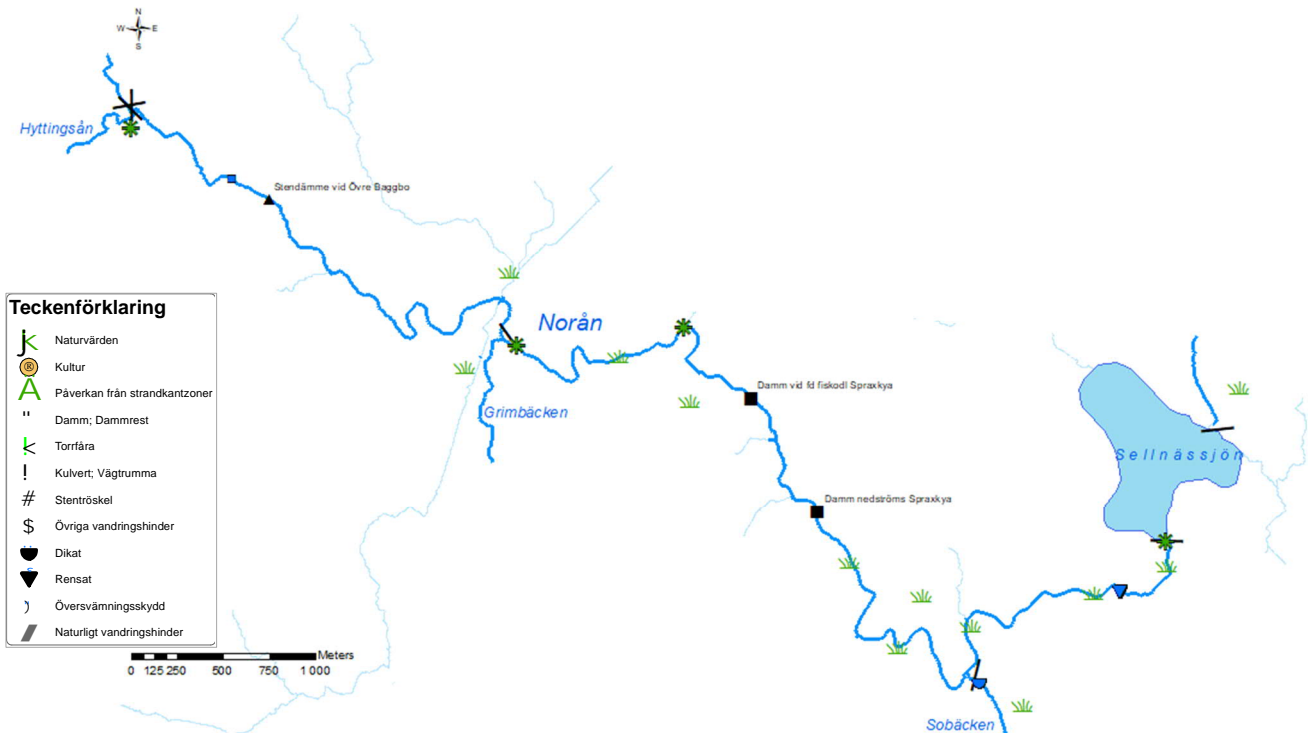 N
W E
S
Hyttingsån
Stendämme vid Övre Baggbo
Norån
Damm vid fd fiskodl Spraxkya
Grimbäcken
Sellnässjön
Damm nedströms Spraxkya
Sobäcken
Teckenförklaring
Naturvärden
® Kultur
A Påverkan från strandkantzoner
" Damm; Dammrest
Torrfåra
! Kulvert; Vägtrumma
# Stentröskel
$ Övriga vandringshinder
Dikat
Rensat
Översvämningsskydd
Naturligt vandringshinder
Meters
0 125 250 500 750 1 000